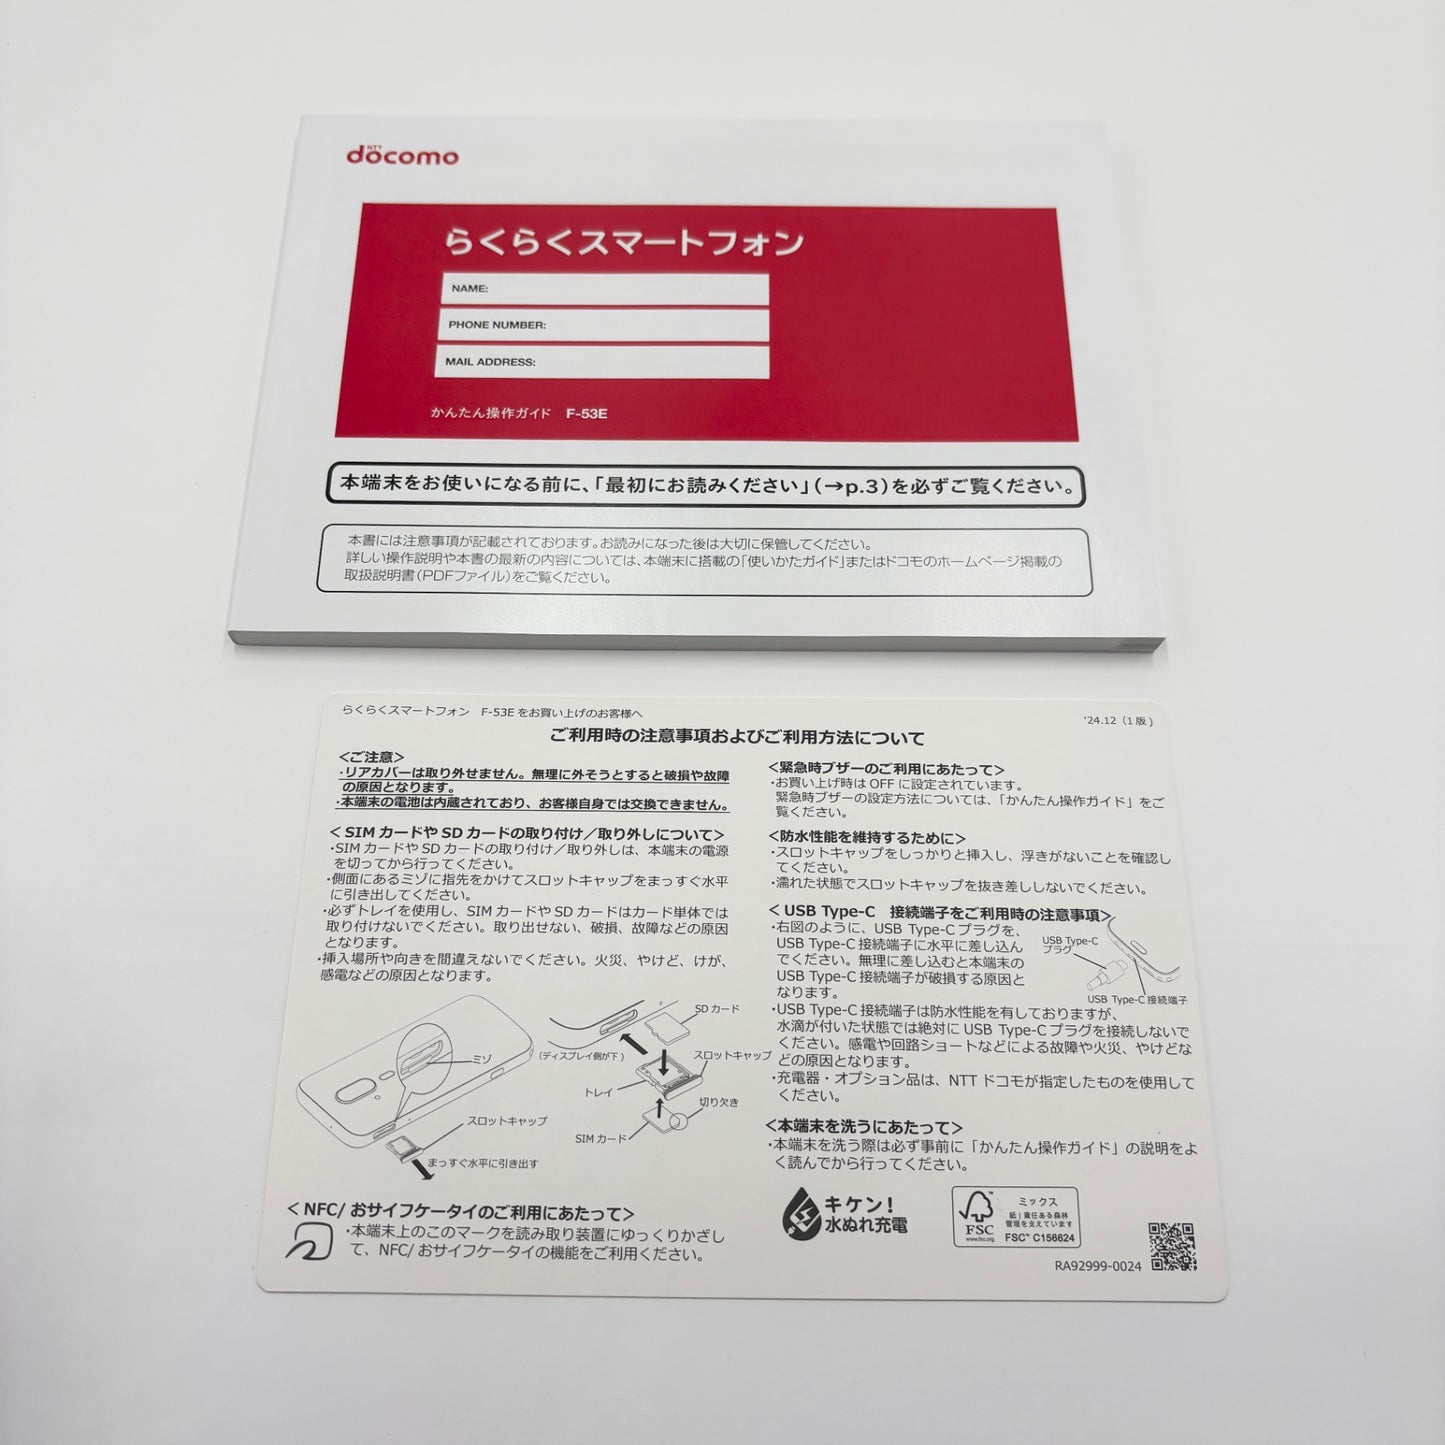 NTT
docomo
らくらくスマートフォン
NAME:
PHONE NUMBER:
MAIL ADDRESS:
かんたん操作ガイド F-53E
本端末をお使いになる前に、「最初にお読みください」(→p.3)を必ずご覧ください。
本書には注意事項が記載されております。お読みになった後は大切に保管してください。
詳しい操作説明や本書の最新の内容については、本端末に搭載の「使いかたガイド」またはドコモのホームページ掲載の
取扱説明書(PDFファイル)をご覧ください。
らくらくスマートフォン F-53E をお買い上げのお客様へ
'24.12 (1版)
ご利用時の注意事項およびご利用方法について
<ご注意>
・リアカバーは取り外せません。無理に外そうとすると破損や故障
の原因となります。
・本端末の電池は内蔵されており、お客様自身では交換できません。
<SIMカードやSDカードの取り付け/取り外しについて>
・SIMカードやSDカードの取り付け/取り外しは、本端末の電源
を切ってから行ってください。
・側面にあるミゾに指先をかけてスロットキャップをまっすぐ水平
に引き出してください。
・必ずトレイを使用し、SIMカードやSDカードはカード単体では
取り付けないでください。取り出せない、破損、故障などの原因
となります。
・挿入場所や向きを間違えないでください。火災、やけど、けが、
感電などの原因となります。
ミゾ
スロットキャップ
まっすぐ水平に引き出す
(ディスプレイ側が下)
SDカード
スロットキャップ
トレイ
切り欠き
SIMカード
<NFC/おサイフケータイのご利用にあたって>
・本端末上のこのマークを読み取り装置にゆっくりかざし
て、NFC/おサイフケータイの機能をご利用ください。
<緊急時ブザーのご利用にあたって>
・お買い上げ時は OFF に設定されています。
緊急時ブザーの設定方法については、「かんたん操作ガイド」をご
覧ください。
<防水性能を維持するために>
・スロットキャップをしっかりと挿入し、浮きがないことを確認し
てください。
・濡れた状態でスロットキャップを抜き差ししないでください。
<USB Type-C 接続端子をご利用時の注意事項>
・右図のように、USB Type-C プラグを、
USB Type-C 接続端子に水平に差し込ん
でください。無理に差し込むと本端末の
USB Type-C 接続端子が破損する原因と
なります。
USB Type-C
プラグ
USB Type-C 接続端子
・USB Type-C 接続端子は防水性能を有しておりますが、
水滴が付いた状態では絶対に USB Type-C プラグを接続しないで
ください。感電や回路ショートなどによる故障や火災、やけどな
どの原因となります。
・充電器・オプション品は、NTT ドコモが指定したものを使用して
ください。
<本端末を洗うにあたって>
・本端末を洗う際は必ず事前に「かんたん操作ガイド」の説明をよ
く読んでから行ってください。
キケン!
水ぬれ充電
FSC
www.fsc.org
ミックス
紙|責任ある森林
管理を支えています
FSC™ C156624
RA92999-0024